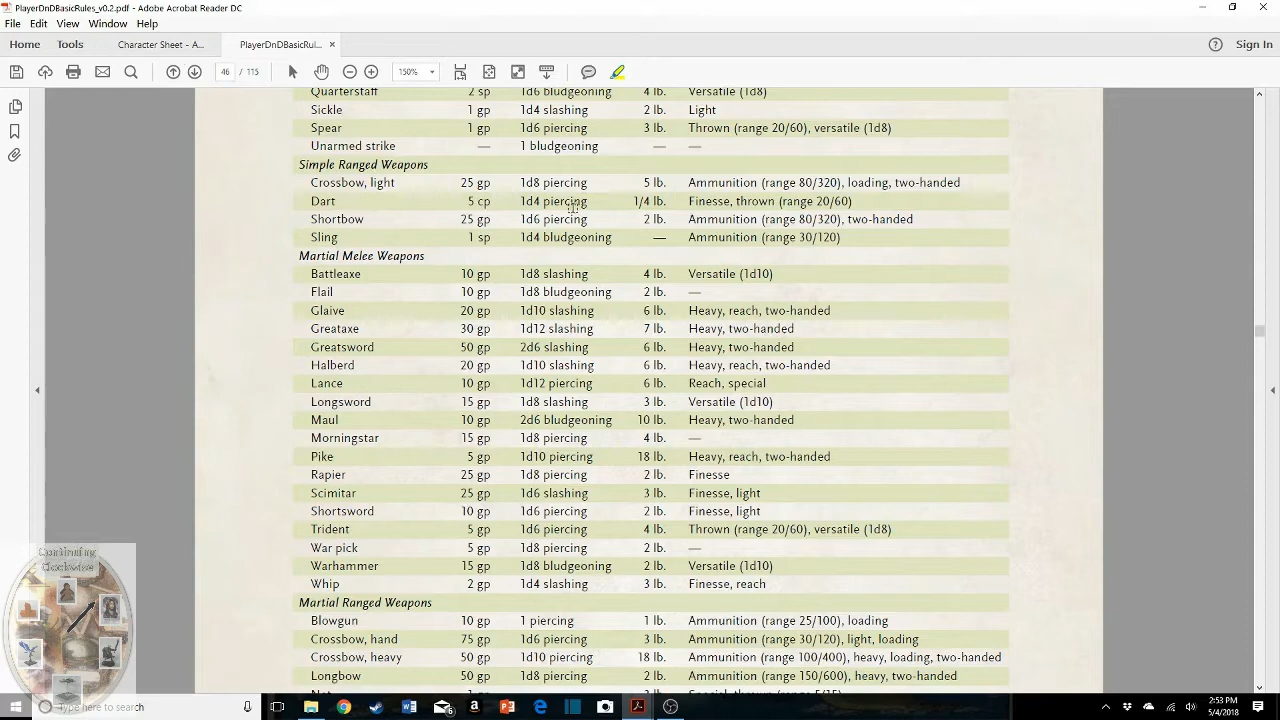 PlayerDnDBasicRules_v0.2.pdf - Adobe Acrobat Reader DC
File Edit View Window Help
Home Tools Character Sheet - A... PlayerDnDBasicRul... ×
Sign In
46 / 115 150%
Quarterstaff 2 sp 1d6 bludgeoning 4 lb. Versatile (1d8)
Sickle 1 gp 1d4 slashing 2 lb. Light
Spear 1 gp 1d6 piercing 3 lb. Thrown (range 20/60), versatile (1d8)
Unarmed strike — 1 bludgeoning — —
Simple Ranged Weapons
Crossbow, light 25 gp 1d8 piercing 5 lb. Ammunition (range 80/320), loading, two-handed
Dart 5 cp 1d4 piercing 1/4 lb. Finesse, thrown (range 20/60)
Shortbow 25 gp 1d6 piercing 2 lb. Ammunition (range 80/320), two-handed
Sling 1 sp 1d4 bludgeoning — Ammunition (range 30/120)
Martial Melee Weapons
Battleaxe 10 gp 1d8 slashing 4 lb. Versatile (1d10)
Flail 10 gp 1d8 bludgeoning 2 lb. —
Glaive 20 gp 1d10 slashing 6 lb. Heavy, reach, two-handed
Greataxe 30 gp 1d12 slashing 7 lb. Heavy, two-handed
Greatsword 50 gp 2d6 slashing 6 lb. Heavy, two-handed
Halberd 20 gp 1d10 slashing 6 lb. Heavy, reach, two-handed
Lance 10 gp 1d12 piercing 6 lb. Reach, special
Longsword 15 gp 1d8 slashing 3 lb. Versatile (1d10)
Maul 10 gp 2d6 bludgeoning 10 lb. Heavy, two-handed
Morningstar 15 gp 1d8 piercing 4 lb. —
Pike 5 gp 1d10 piercing 18 lb. Heavy, reach, two-handed
Rapier 25 gp 1d8 piercing 2 lb. Finesse
Scimitar 25 gp 1d6 slashing 3 lb. Finesse, light
Shortsword 10 gp 1d6 piercing 2 lb. Finesse, light
Trident 5 gp 1d6 piercing 4 lb. Thrown (range 20/60), versatile (1d8)
War pick 5 gp 1d8 piercing 2 lb. —
Warhammer 15 gp 1d8 bludgeoning 2 lb. Versatile (1d10)
Whip 2 gp 1d4 slashing 3 lb. Finesse, reach
Martial Ranged Weapons
Blowgun 10 gp 1 piercing 1 lb. Ammunition (range 25/100), loading
Crossbow, hand 75 gp 1d6 piercing 3 lb. Ammunition (range 30/120), light, loading
Crossbow, heavy 50 gp 1d10 piercing 18 lb. Ammunition (range 100/400), heavy, loading, two-handed
Longbow 50 gp 1d8 piercing 2 lb. Ammunition (range 150/600), heavy, two-handed
Continuing
Clockwise
Type here to search
2:53 PM
5/4/2018